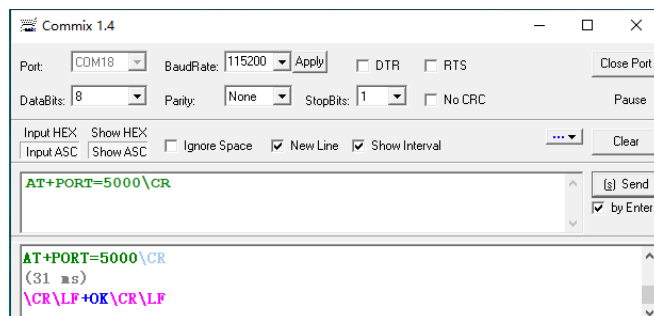 Commix 1.4
Port: COM18 BaudRate: 115200 Apply DTR RTS Close Port
DataBits: 8 Parity: None StopBits: 1 No CRC Pause
Input HEX Show HEX
Input ASC Show ASC Ignore Space New Line Show Interval ... Clear
AT+PORT=5000\CR
(s) Send
by Enter
AT+PORT=5000\CR
(31 ms)
\CR\LF+OK\CR\LF